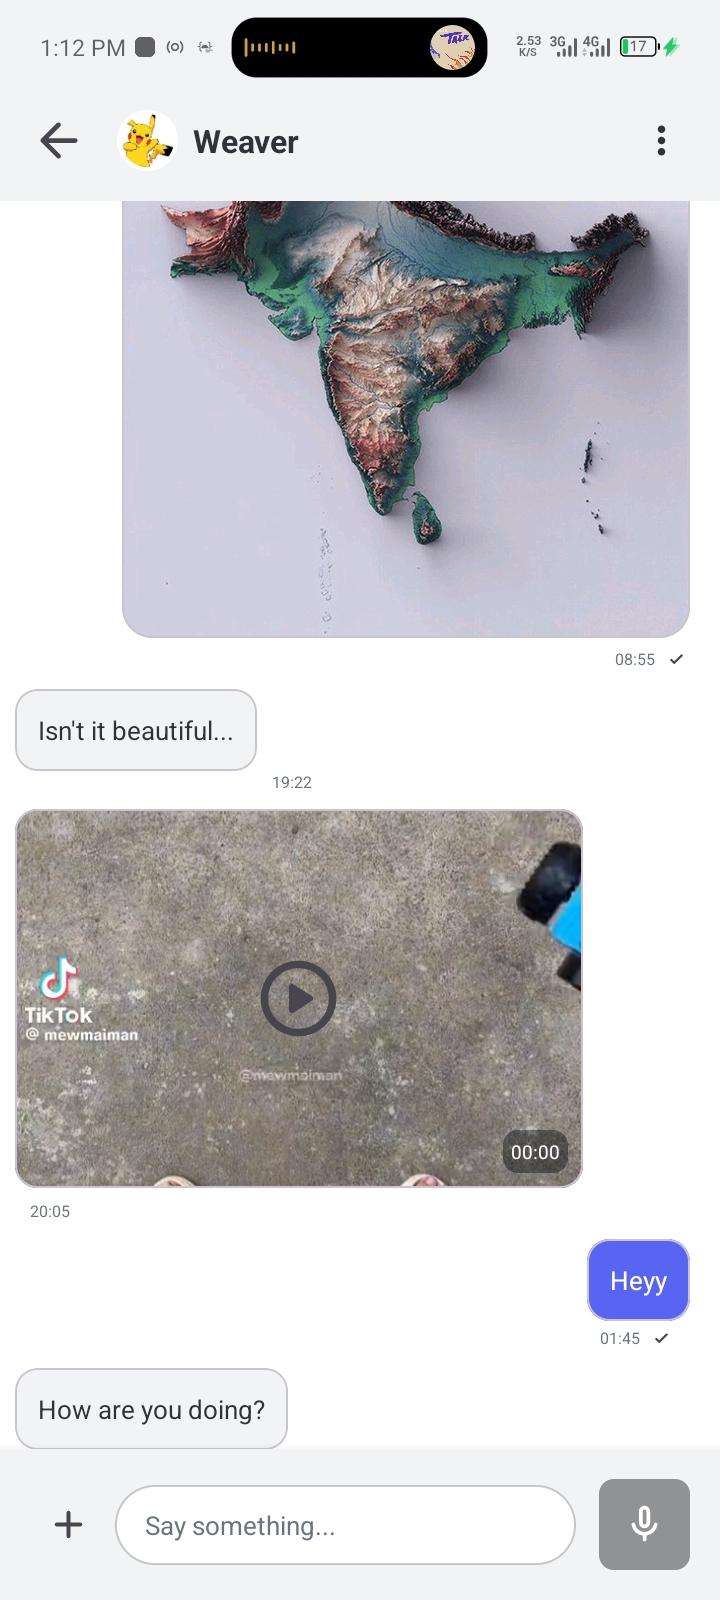 1:12 PM
TALK
2.53
K/S
3G
4G
17
Weaver
08:55
Isn't it beautiful...
19:22
TikTok
@ mewmaiman
@mewmaiman
00:00
20:05
Heyy
01:45
How are you doing?
Say something...